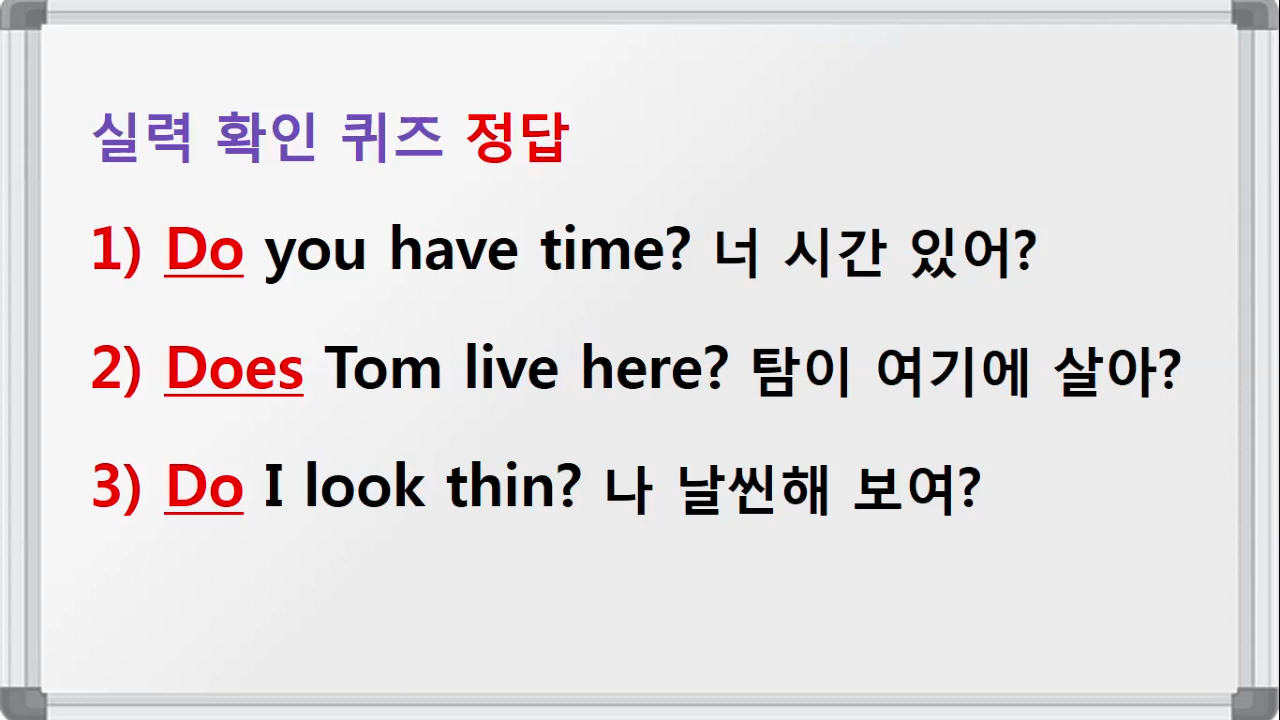 실력 확인 퀴즈 정답
1) Do you have time? 너 시간 있어?
2) Does Tom live here? 탐이 여기에 살아?
3) Do I look thin? 나 날씬해 보여?